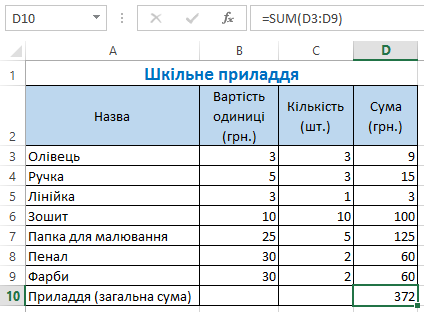 D10 =SUM(D3:D9)
A B C D
1 Шкільне приладдя
2 Назва Вартість одиниці (грн.) Кількість (шт.) Сума (грн.)
3 Олівець 3 3 9
4 Ручка 5 3 15
5 Лінійка 3 1 3
6 Зошит 10 10 100
7 Папка для малювання 25 5 125
8 Пенал 30 2 60
9 Фарби 30 2 60
10 Приладдя (загальна сума) 372